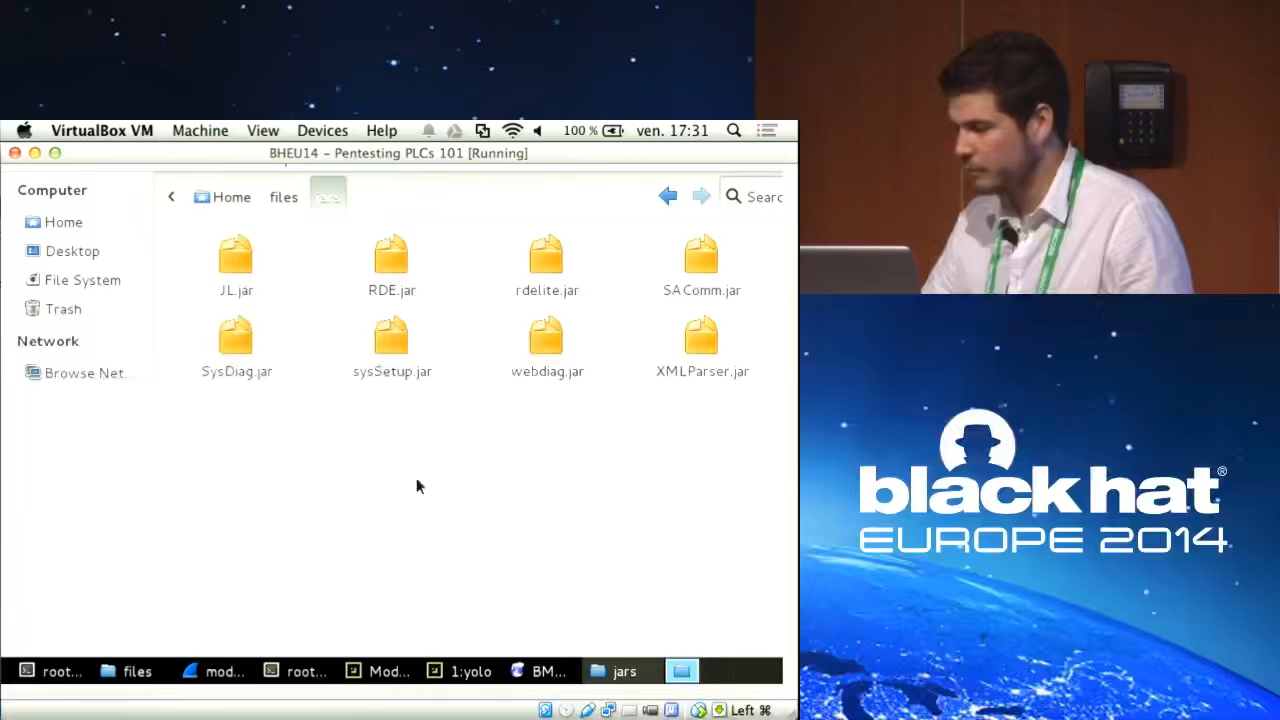 VirtualBox VM Machine View Devices Help 100 % ven. 17:31
BHEU14 – Pentesting PLCs 101 [Running]
Computer
Home files
Searc
Home
Desktop
File System
Trash
Network
Browse Net
JL.jar RDE.jar rdelite.jar SAComm.jar
SysDiag.jar sysSetup.jar webdiag.jar XMLParser.jar
root... files mod... root... Mod... 1:yolo BM... jars
Left ⌘
black hat®
EUROPE 2014